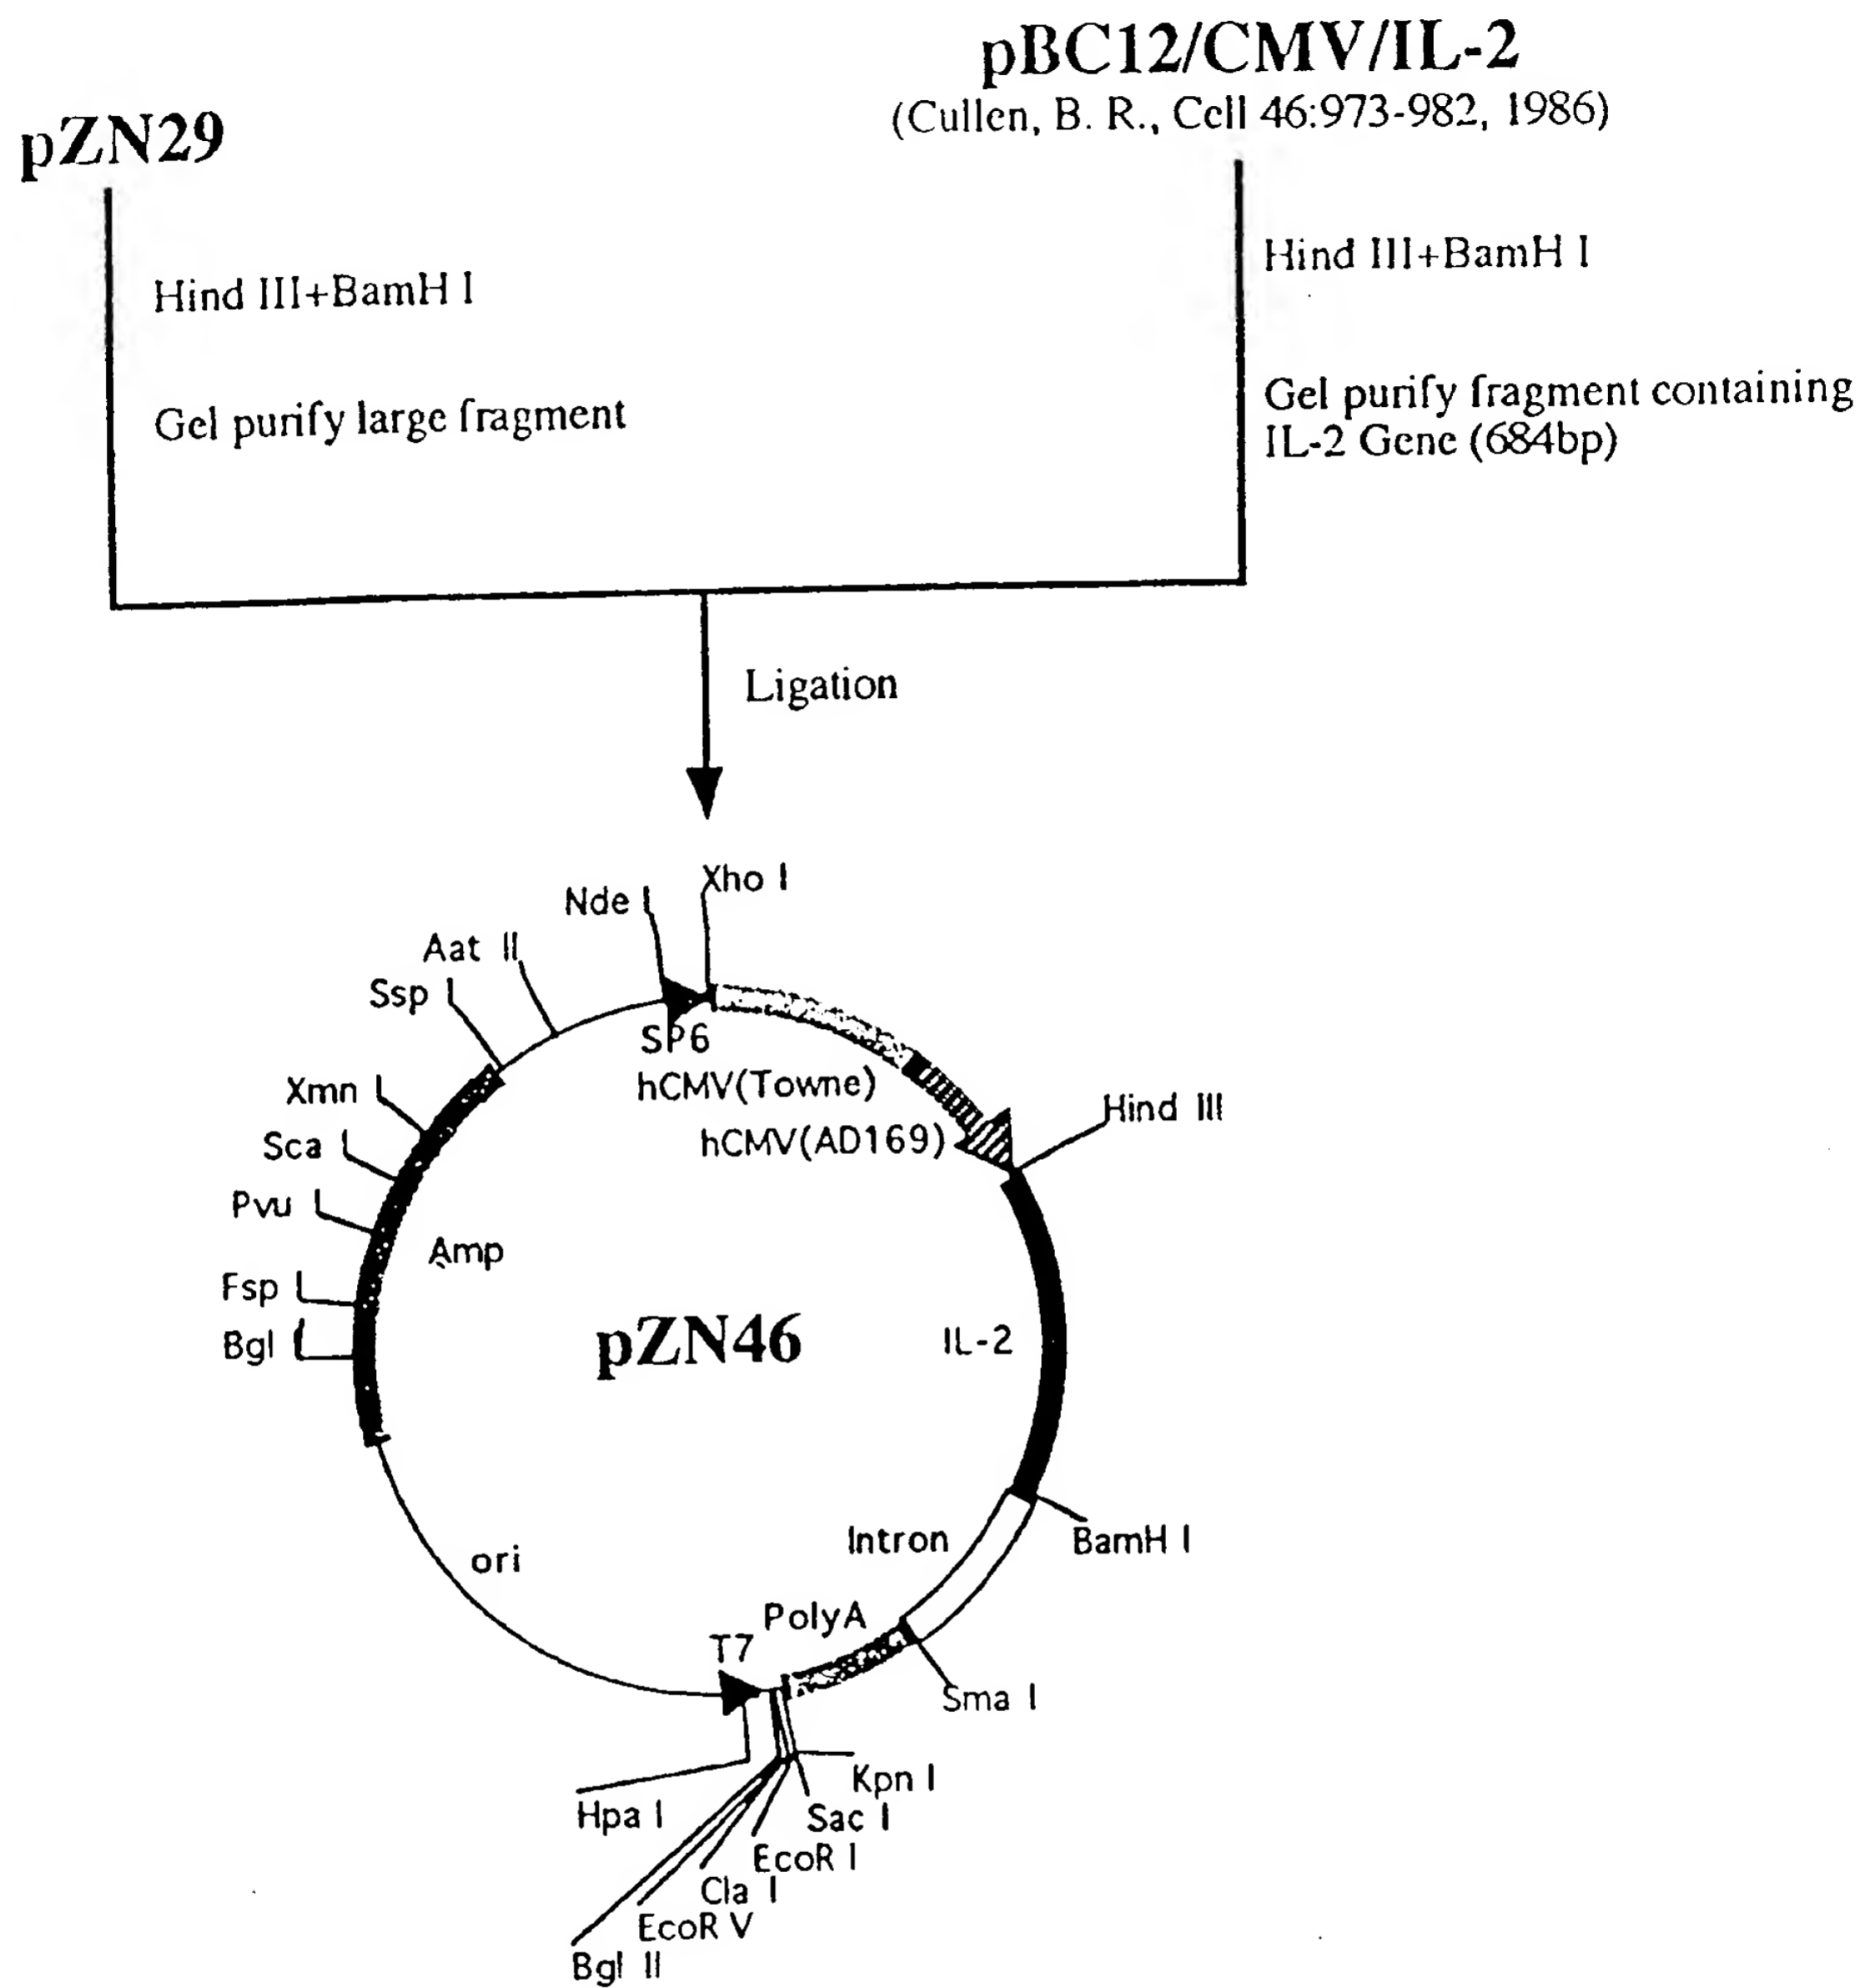 pBC12/CMV/IL-2
(Cullen, B. R., Cell 46:973-982, 1986)
pZN29
Hind III+BamH I
Hind III+BamH I
Gel purify large fragment
Gel purify fragment containing
IL-2 Gene (684bp)
Ligation
Xho I
Nde I
Aat II
Ssp I
SP6
Xmn I
hCMV(Towne)
Hind III
Sca I
hCMV(AD169)
Pvu I
Amp
Fsp I
Bgl I
pZN46
IL-2
Intron
BamH I
ori
PolyA
T7
Sma I
Kpn I
Hpa I
Sac I
EcoR I
Cla I
EcoR V
Bgl II